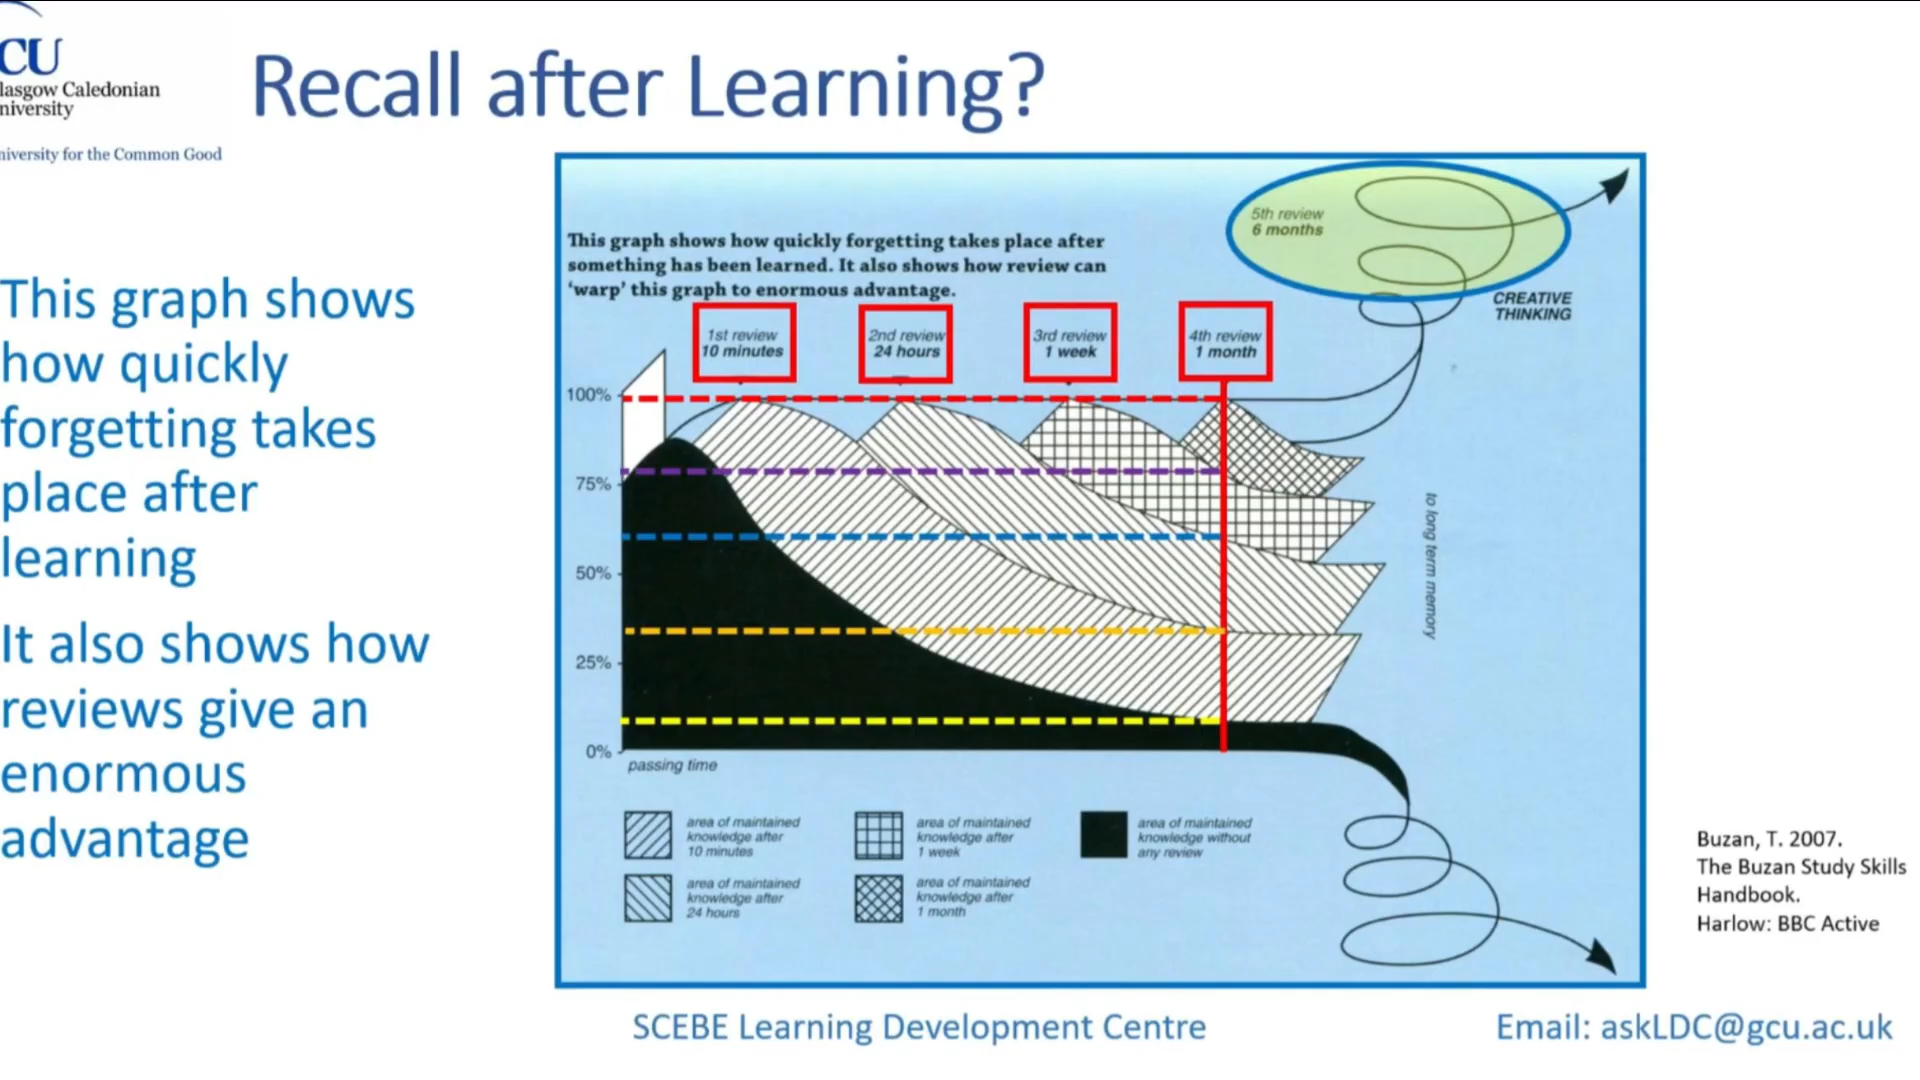 CU
lasgow Caledonian
niversity
niversity for the Common Good
Recall after Learning?
This graph shows
how quickly
forgetting takes
place after
learning
It also shows how
reviews give an
enormous
advantage
This graph shows how quickly forgetting takes place after
something has been learned. It also shows how review can
‘warp’ this graph to enormous advantage.
5th review
6 months
CREATIVE
THINKING
1st review
10 minutes
2nd review
24 hours
3rd review
1 week
4th review
1 month
100%
75%
50%
25%
0%
passing time
to long term memory
area of maintained
knowledge after
10 minutes
area of maintained
knowledge after
1 week
area of maintained
knowledge without
any review
area of maintained
knowledge after
24 hours
area of maintained
knowledge after
1 month
Buzan, T. 2007.
The Buzan Study Skills
Handbook.
Harlow: BBC Active
SCEBE Learning Development Centre
Email: askLDC@gcu.ac.uk